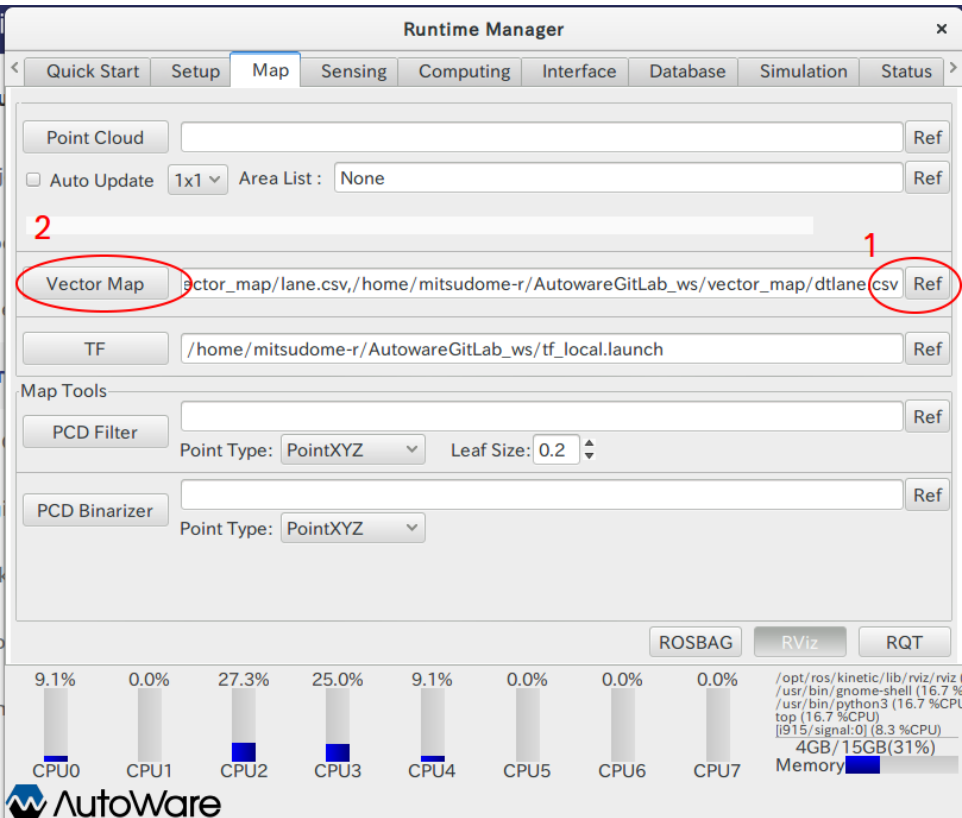 Runtime Manager ×
< Quick Start Setup Map Sensing Computing Interface Database Simulation Status >
Point Cloud Ref
Auto Update 1x1 Area List : None Ref
2
1
Vector Map ector_map/lane.csv,/home/mitsudome-r/AutowareGitLab_ws/vector_map/dtlane.csv Ref
TF /home/mitsudome-r/AutowareGitLab_ws/tf_local.launch Ref
Map Tools
PCD Filter Ref
Point Type: PointXYZ Leaf Size: 0.2
PCD Binarizer Ref
Point Type: PointXYZ
ROSBAG RViz RQT
9.1% 0.0% 27.3% 25.0% 9.1% 0.0% 0.0% 0.0%
CPU0 CPU1 CPU2 CPU3 CPU4 CPU5 CPU6 CPU7
/opt/ros/kinetic/lib/rviz/rviz (
/usr/bin/gnome-shell (16.7 %
/usr/bin/python3 (16.7 %CPU
top (16.7 %CPU)
[i915/signal:0] (8.3 %CPU)
4GB/15GB(31%)
Memory
AutoWare